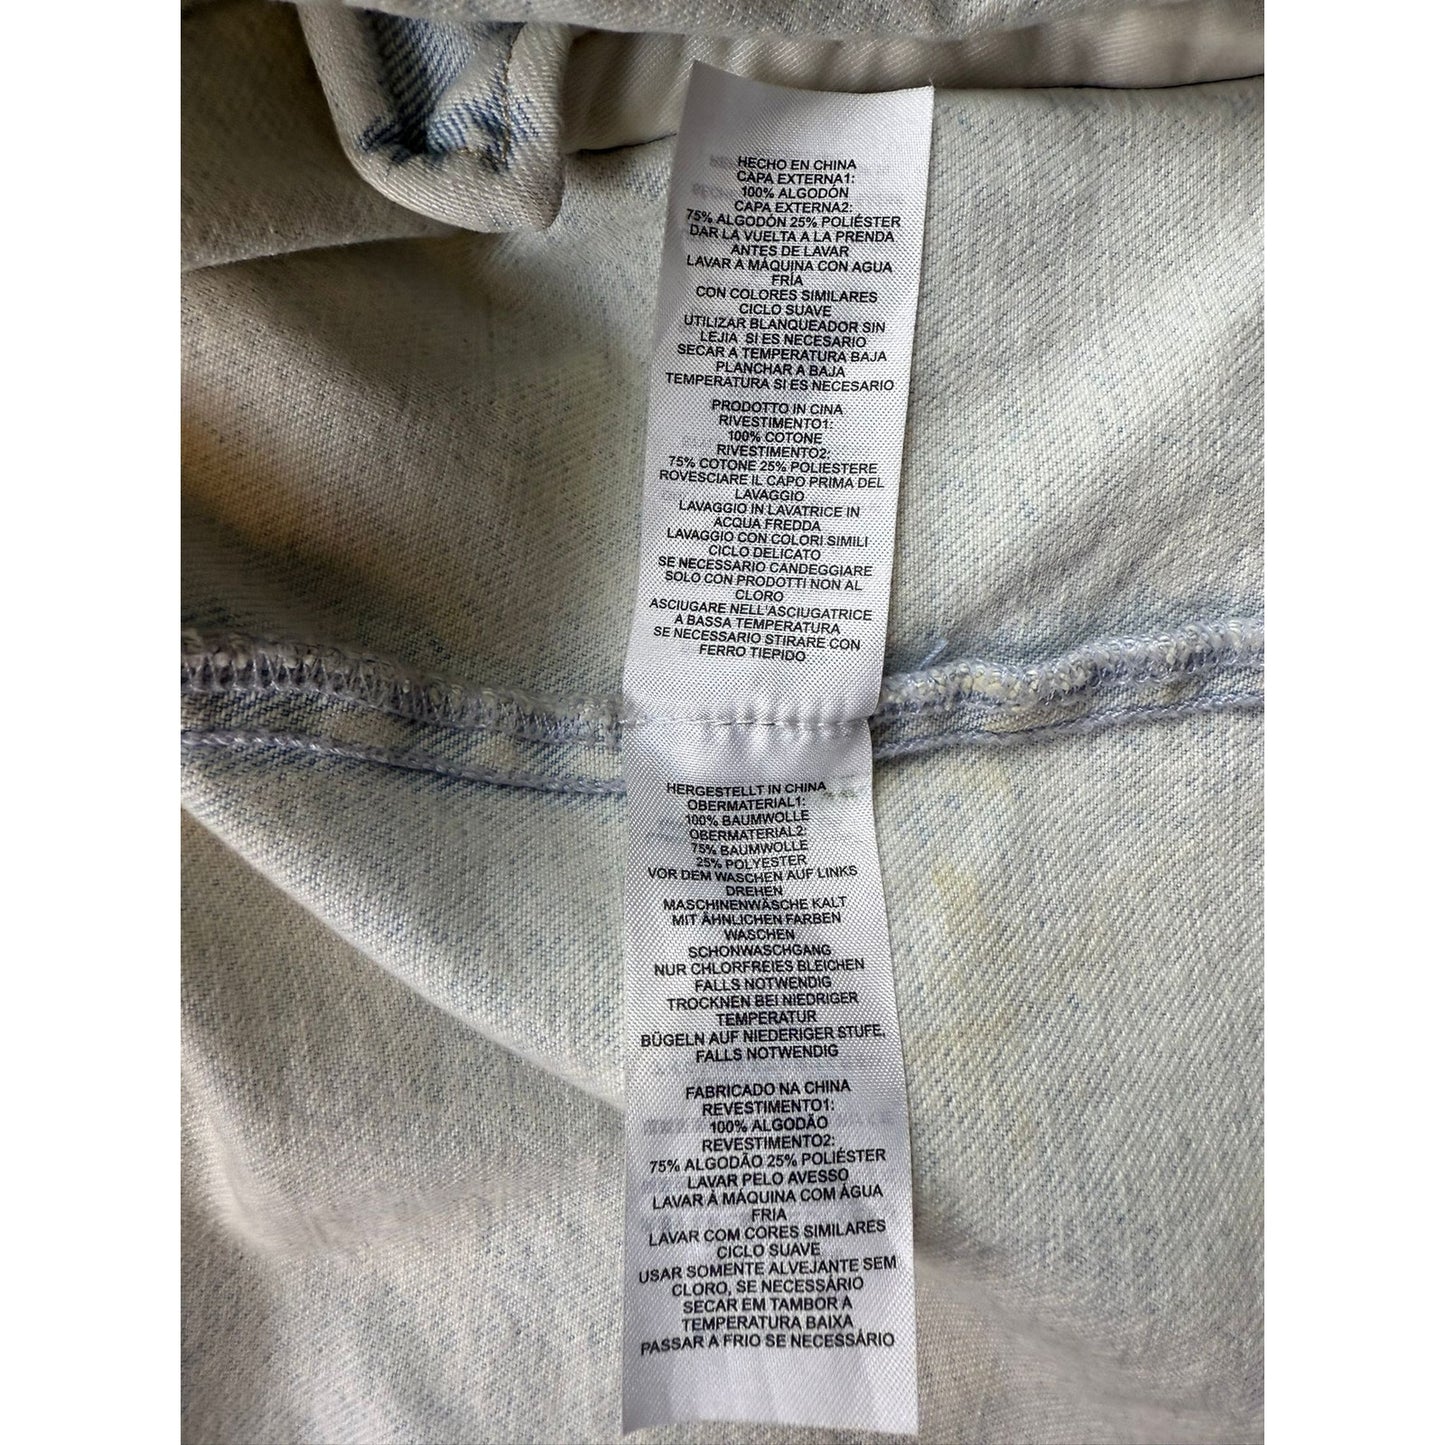 HECHO EN CHINA
CAPA EXTERNA1:
100% ALGODÓN
CAPA EXTERNA2:
75% ALGODÓN 25% POLIÉSTER
DAR LA VUELTA A LA PRENDA
ANTES DE LAVAR
LAVAR A MÁQUINA CON AGUA
FRÍA
CON COLORES SIMILARES
CICLO SUAVE
UTILIZAR BLANQUEADOR SIN
LEJIA SI ES NECESARIO
SECAR A TEMPERATURA BAJA
PLANCHAR A BAJA
TEMPERATURA SI ES NECESARIO
PRODOTTO IN CINA
RIVESTIMENTO1:
100% COTONE
RIVESTIMENTO2:
75% COTONE 25% POLIESTERE
ROVESCIARE IL CAPO PRIMA DEL
LAVAGGIO
LAVAGGIO IN LAVATRICE IN
ACQUA FREDDA
LAVAGGIO CON COLORI SIMILI
CICLO DELICATO
SE NECESSARIO CANDEGGIARE
SOLO CON PRODOTTI NON AL
CLORO
ASCIUGARE NELL'ASCIUGATRICE
A BASSA TEMPERATURA
SE NECESSARIO STIRARE CON
FERRO TIEPIDO
HERGESTELLT IN CHINA
OBERMATERIAL1:
100% BAUMWOLLE
OBERMATERIAL2:
75% BAUMWOLLE
25% POLYESTER
VOR DEM WASCHEN AUF LINKS
DREHEN
MASCHINENWÄSCHE KALT
MIT ÄHNLICHEN FARBEN
WASCHEN
SCHONWASCHGANG
NUR CHLORFREIES BLEICHEN
FALLS NOTWENDIG
TROCKNEN BEI NIEDRIGER
TEMPERATUR
BÜGELN AUF NIEDERIGER STUFE,
FALLS NOTWENDIG
FABRICADO NA CHINA
REVESTIMENTO1:
100% ALGODÃO
REVESTIMENTO2:
75% ALGODÃO 25% POLIÉSTER
LAVAR PELO AVESSO
LAVAR À MÁQUINA COM ÁGUA
FRIA
LAVAR COM CORES SIMILARES
CICLO SUAVE
USAR SOMENTE ALVEJANTE SEM
CLORO, SE NECESSÁRIO
SECAR EM TAMBOR A
TEMPERATURA BAIXA
PASSAR A FRIO SE NECESSÁRIO